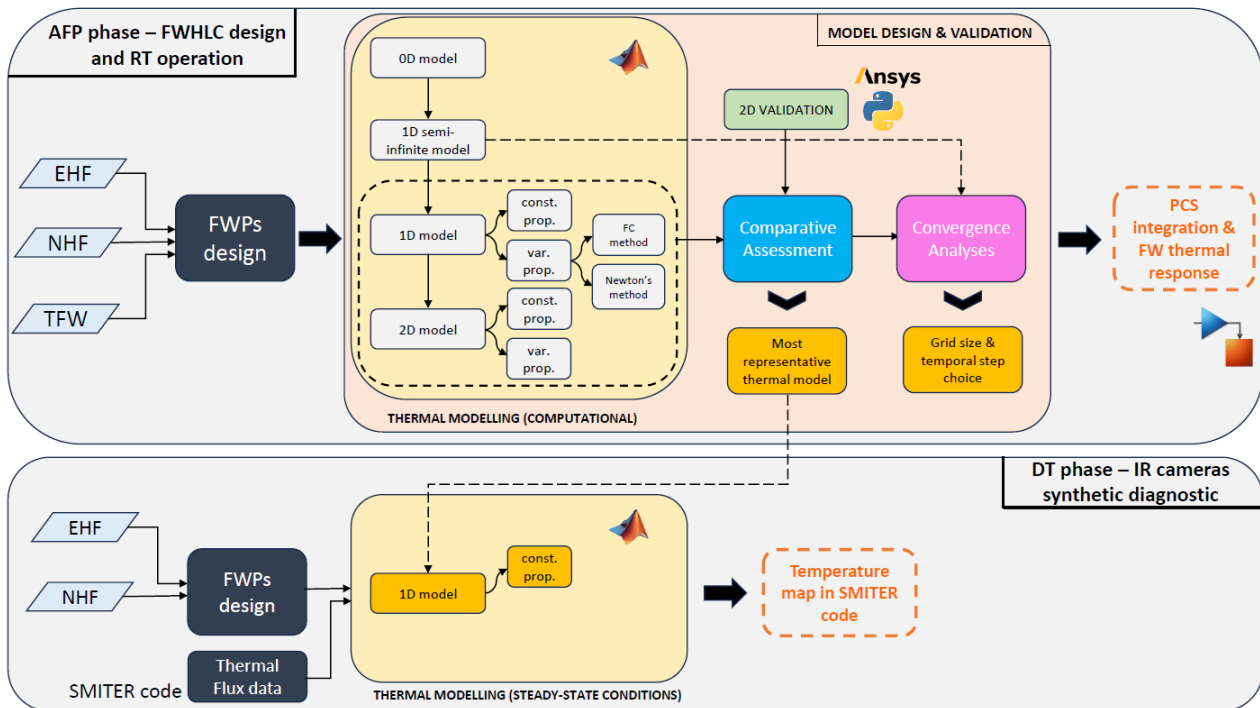 AFP phase – FWHLC design
and RT operation
MODEL DESIGN & VALIDATION
0D model
Ansys
2D VALIDATION
1D semi-
infinite model
EHF
NHF
TFW
FWPs
design
1D model
const.
prop.
var.
prop.
FC
method
Newton's
method
2D model
const.
prop.
var.
prop.
Comparative
Assessment
Convergence
Analyses
PCS
integration &
FW thermal
response
Most
representative
thermal model
Grid size &
temporal step
choice
THERMAL MODELLING (COMPUTATIONAL)
DT phase – IR cameras
synthetic diagnostic
EHF
NHF
FWPs
design
Thermal
Flux data
SMITER code
1D model
const.
prop.
Temperature
map in SMITER
code
THERMAL MODELLING (STEADY-STATE CONDITIONS)